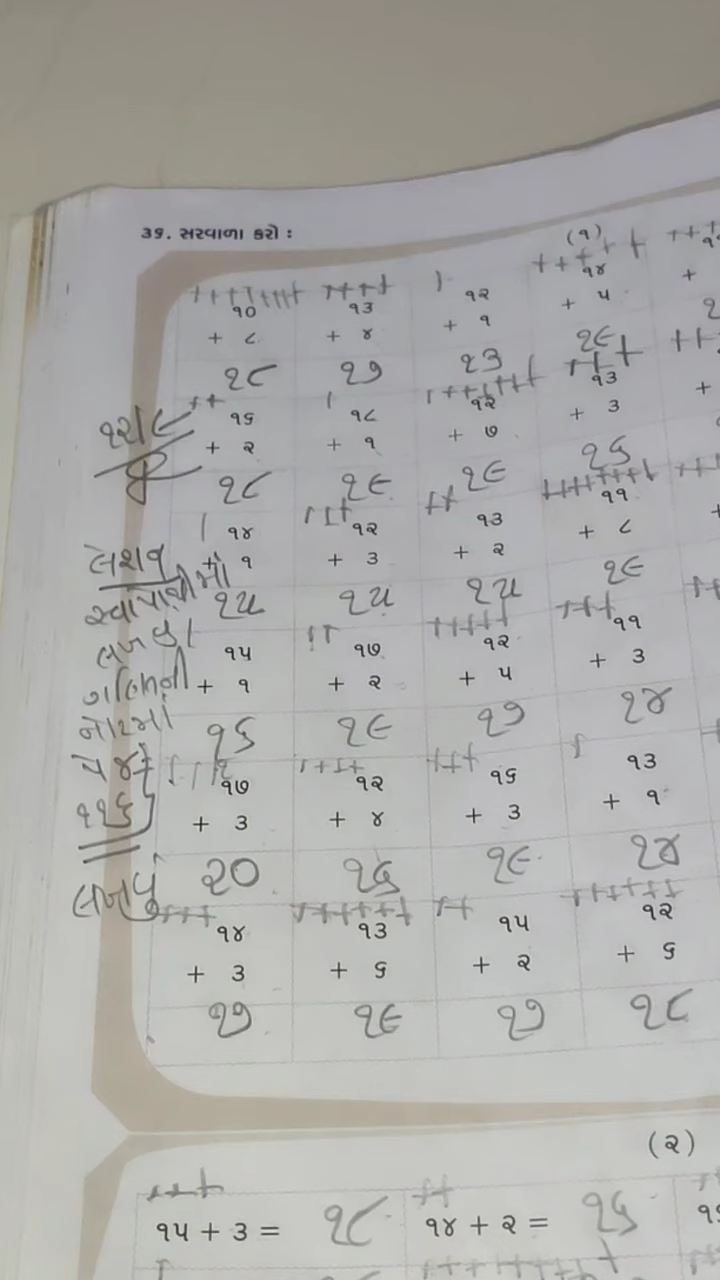 ૩૧. સરવાળા કરો :
(૧)
૧૦ ૧૩ ૧૨ ૧૪
+ ૮ + ૪ + ૧ + ૫
૧૮ ૧૭ ૧૩ ૧૯
૧૬ ૧૮ ૧૨ ૧૩
+ ૨ + ૧ + ૭ + ૩
૧૮ ૧૯ ૧૯ ૧૬
૧૪ ૧૨ ૧૩ ૧૧
+ ૧ + ૩ + ૨ + ૮
૧૫ ૧૫ ૧૫ ૧૯
૧૫ ૧૭ ૧૨ ૧૧
+ ૧ + ૨ + ૫ + ૩
૧૬ ૧૯ ૧૭ ૧૪
૧૭ ૧૨ ૧૬ ૧૩
+ ૩ + ૪ + ૩ + ૧
૨૦ ૧૬ ૧૯ ૧૪
૧૪ ૧૩ ૧૫ ૧૨
+ ૩ + ૬ + ૨ + ૬
૧૭ ૧૯ ૧૭ ૧૮
લેશન
લખવું
(૨)
૧૫ + ૩ = ૧૮ ૧૪ + ૨ = ૧૬